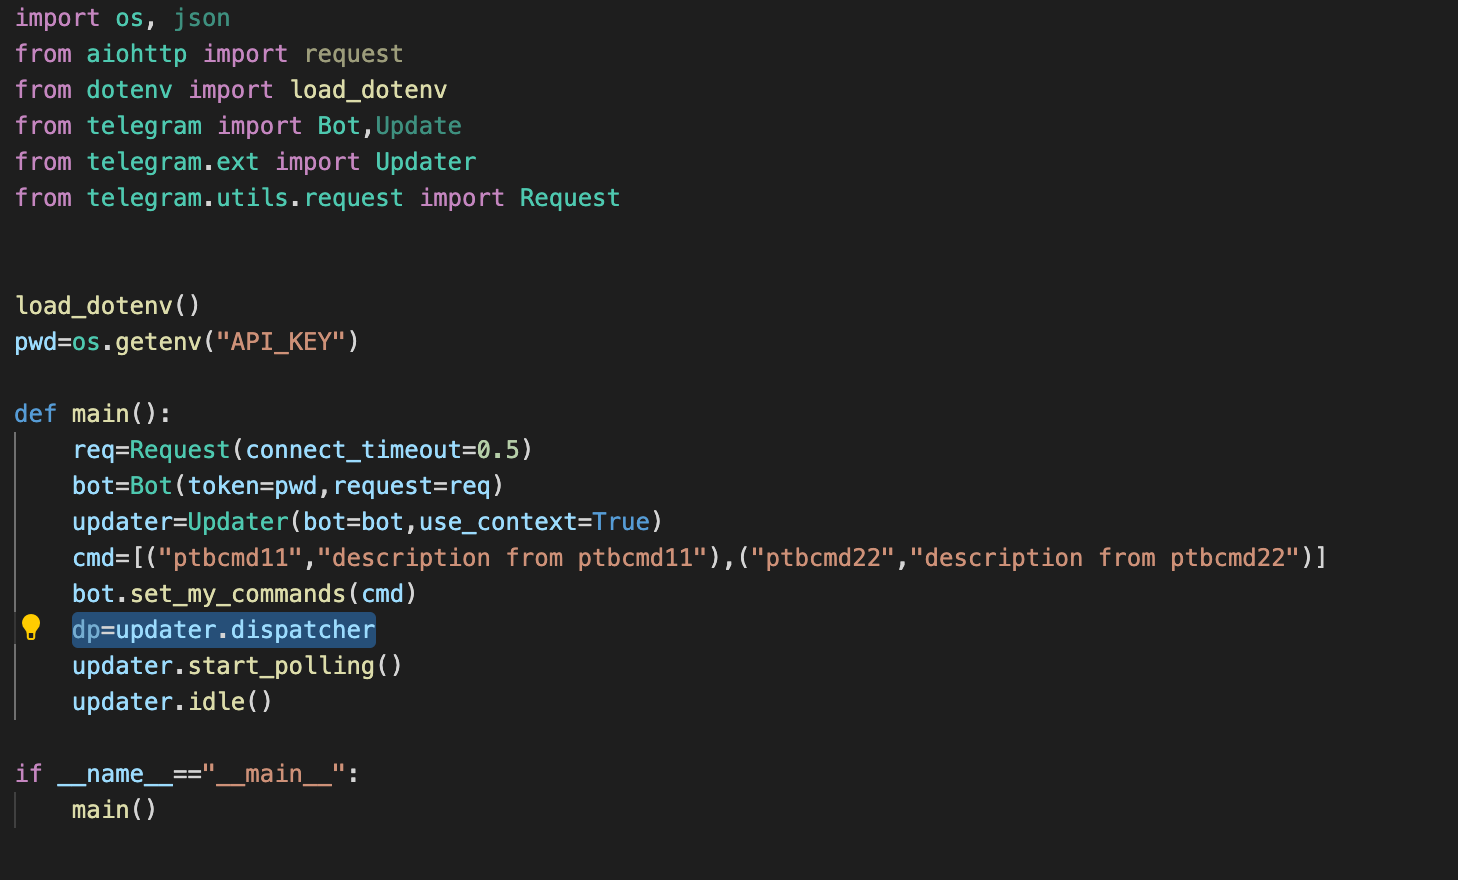 import os, json
from aiohttp import request
from dotenv import load_dotenv
from telegram import Bot,Update
from telegram.ext import Updater
from telegram.utils.request import Request
load_dotenv()
pwd=os.getenv("API_KEY")
def main():
    req=Request(connect_timeout=0.5)
    bot=Bot(token=pwd,request=req)
    updater=Updater(bot=bot,use_context=True)
    cmd=[("ptbcmd11","description from ptbcmd11"),("ptbcmd22","description from ptbcmd22")]
    bot.set_my_commands(cmd)
    dp=updater.dispatcher
    updater.start_polling()
    updater.idle()
if __name__=="__main__":
    main()